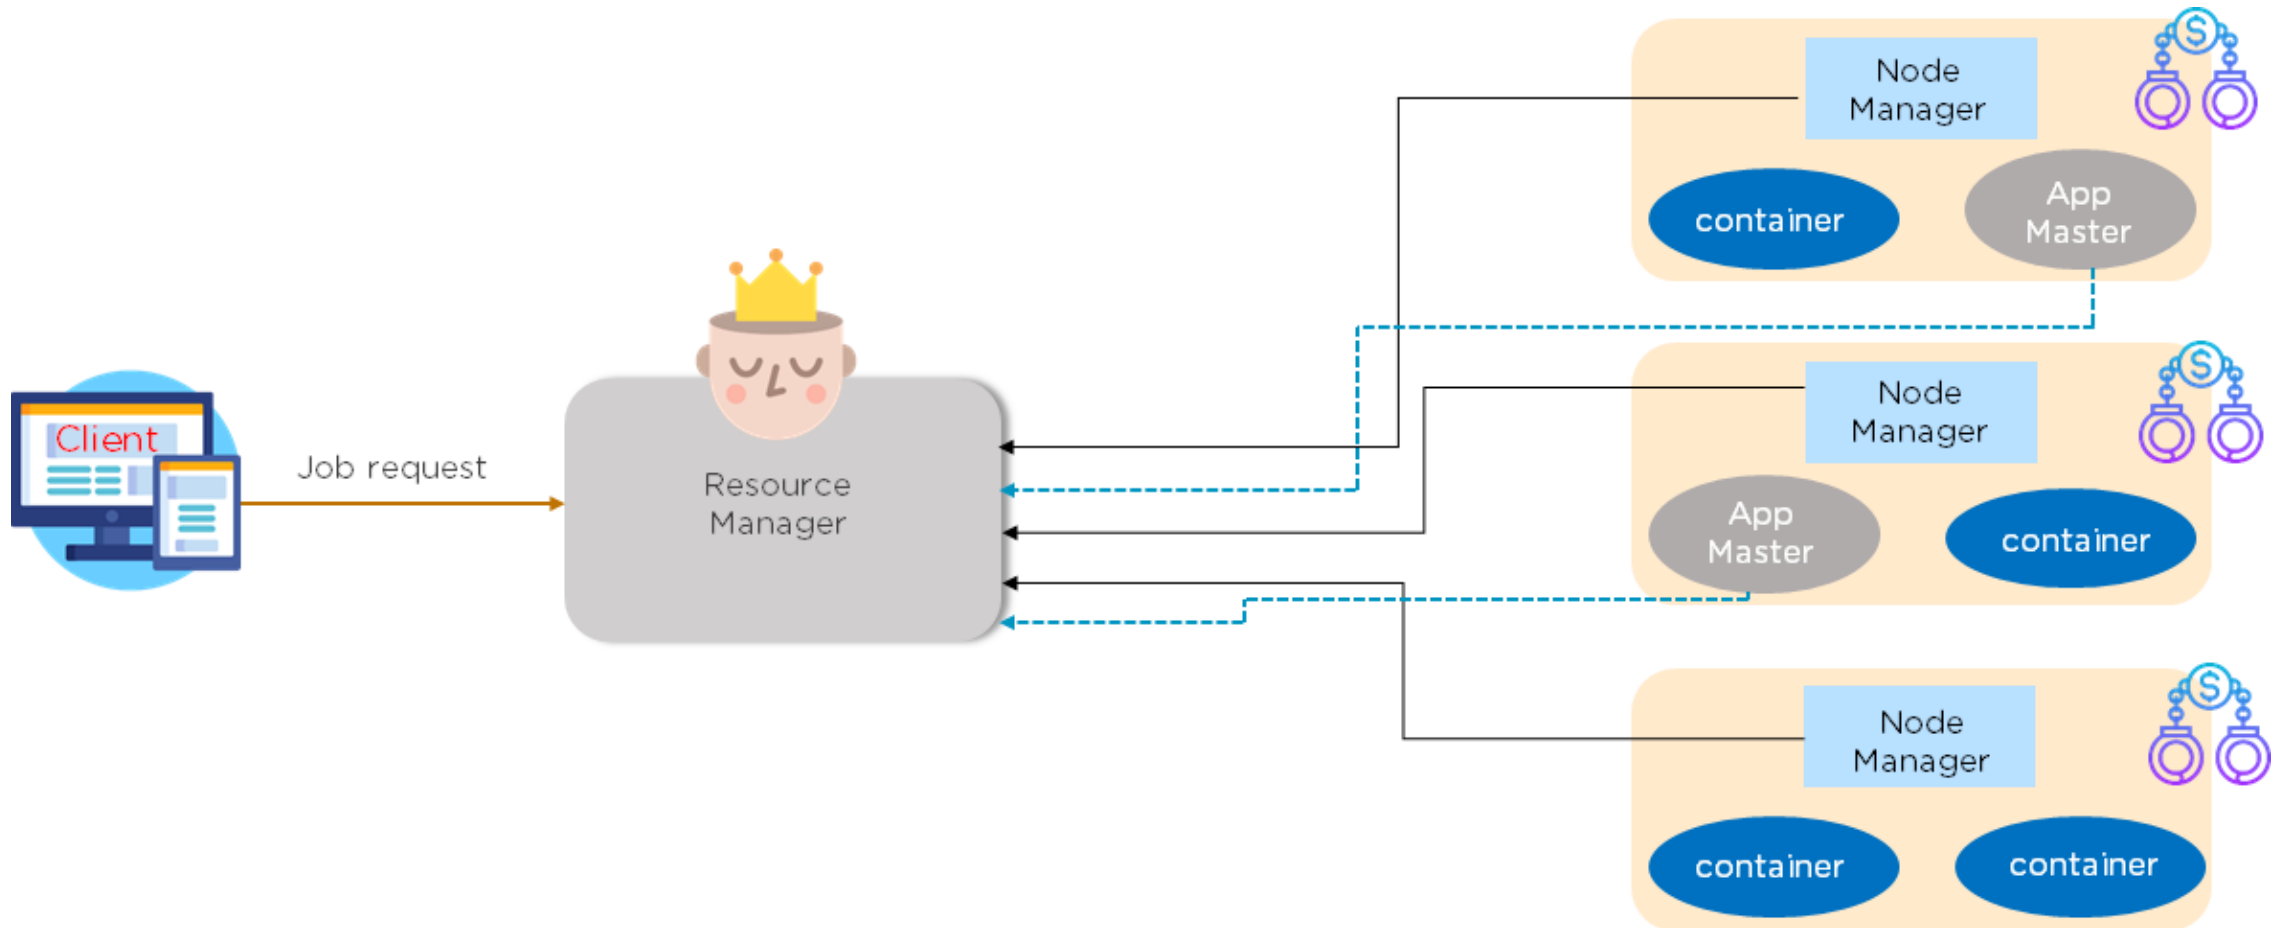 Client
Job request
Resource
Manager
Node
Manager
container
App
Master
Node
Manager
App
Master
container
Node
Manager
container
container